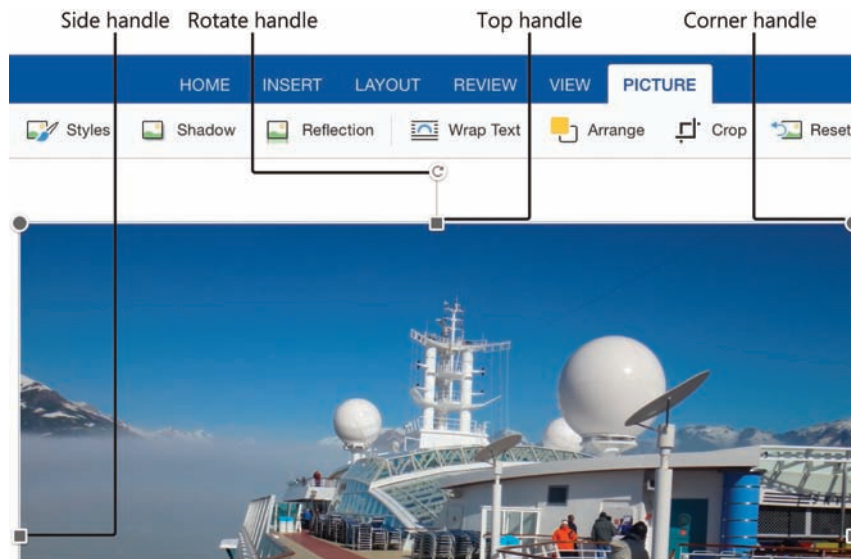 Side handle Rotate handle Top handle Corner handle
HOME INSERT LAYOUT REVIEW VIEW PICTURE
Styles Shadow Reflection Wrap Text Arrange Crop Reset